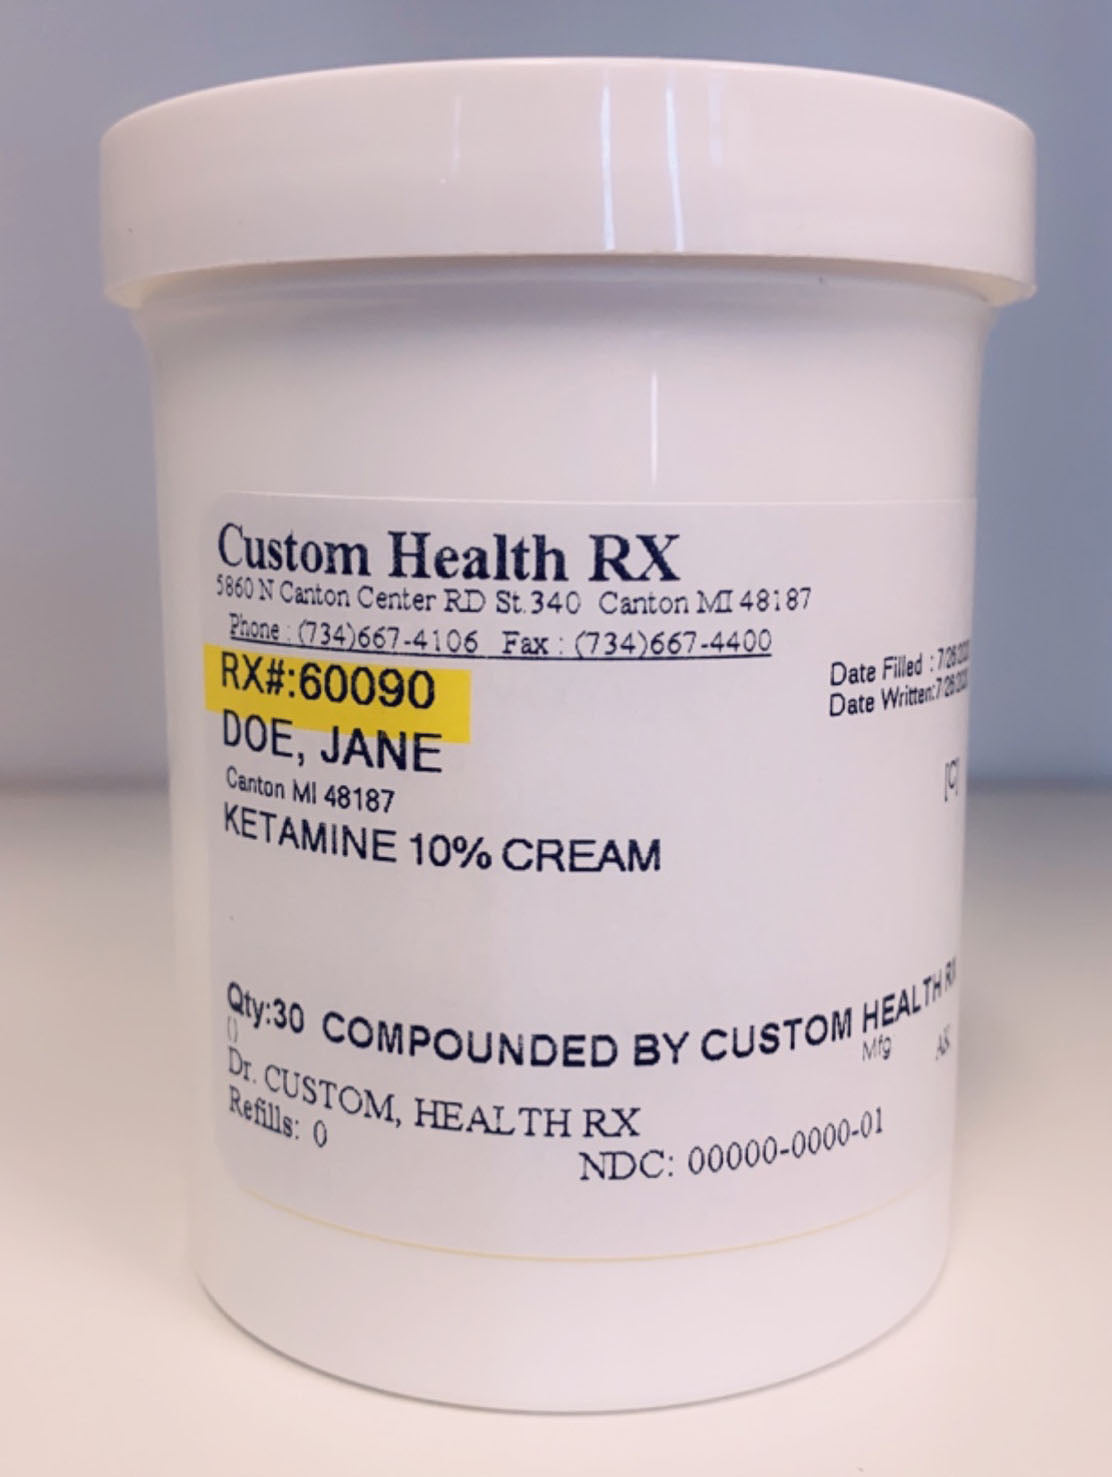 Custom Health RX
5860 N Canton Center RD St.340 Canton MI 48187
Phone : (734)667-4106 Fax : (734)667-4400
RX#:60090
Date Filled :
Date Written:
DOE, JANE
Canton MI 48187
[C]
KETAMINE 10% CREAM
Qty:30 COMPOUNDED BY CUSTOM HEALTH RX
()
Mfg
Dr. CUSTOM, HEALTH RX
Refills: 0
NDC: 00000-0000-01